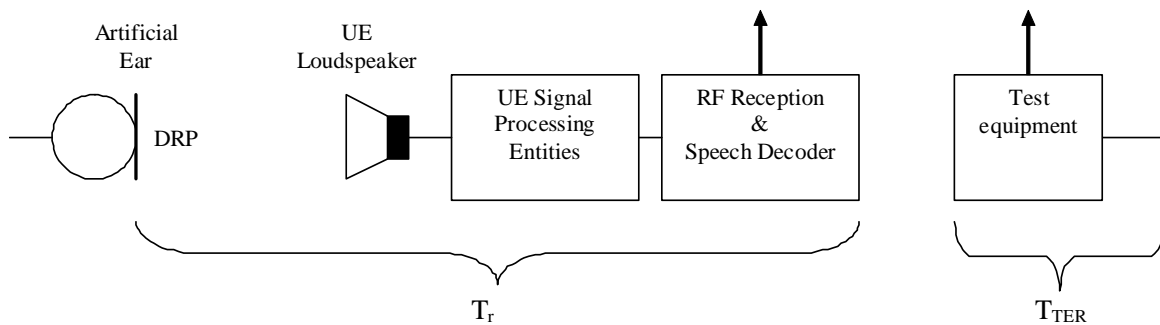 Artificial
Ear
UE
Loudspeaker
DRP
UE Signal
Processing
Entities
RF Reception
&
Speech Decoder
Test
equipment
Tr
TTER